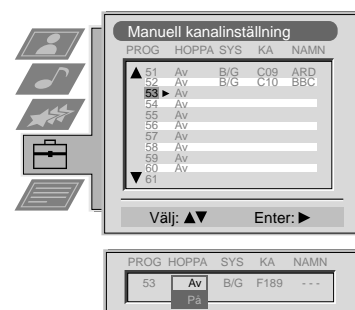 Manuell kanalinställning
PROG HOPPA SYS KA NAMN
51 Av B/G C09 ARD
52 Av B/G C10 BBC
53 Av
54 Av
55 Av
56 Av
57 Av
58 Av
59 Av
60 Av
61
Välj: ▲▼ Enter: ►
PROG HOPPA SYS KA NAMN
53 Av B/G F189 - - -
På